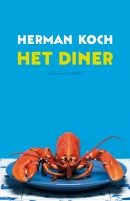 HERMAN KOCH
HET DINER